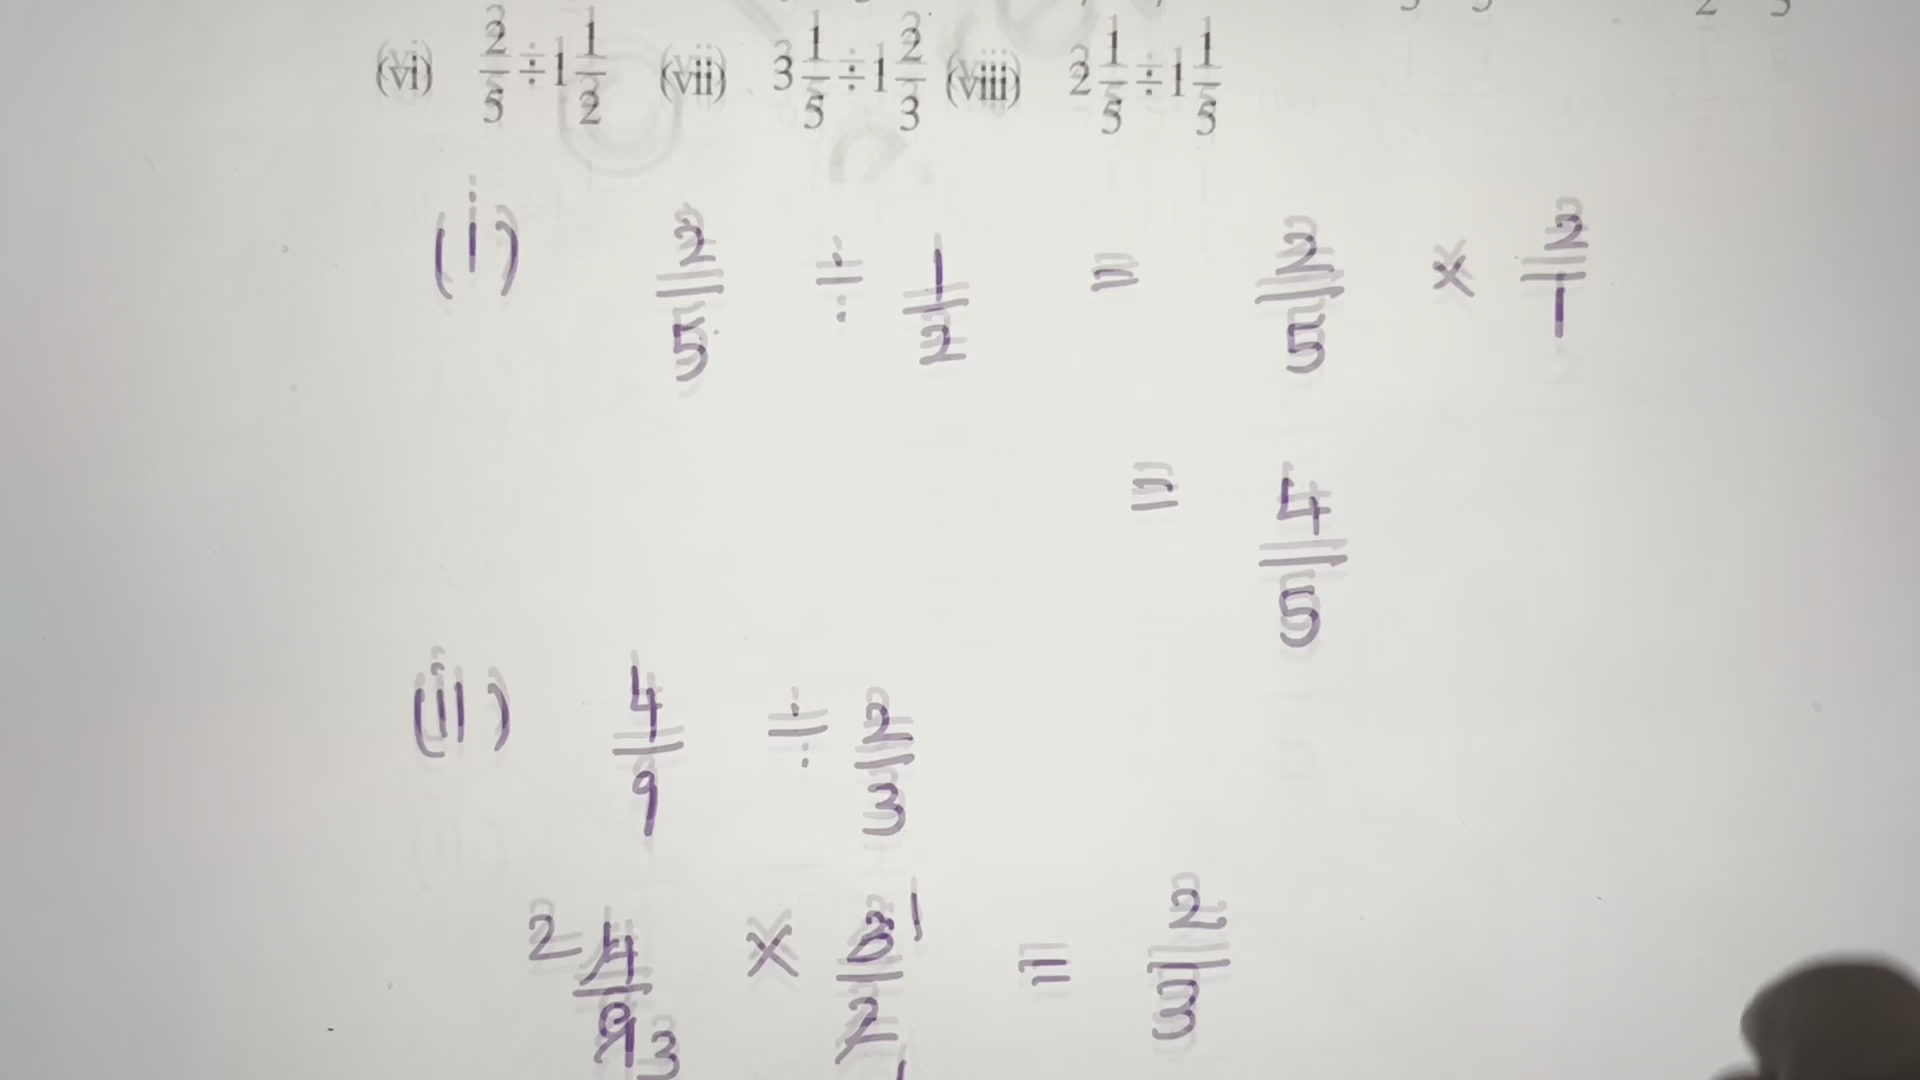 (vi) 2/5 ÷ 1 1/2 (vii) 3 1/5 ÷ 1 2/3 (viii) 2 1/5 ÷ 1 1/5
(i) 2/5 ÷ 1/2 = 2/5 × 2/1
= 4/5
(ii) 4/9 ÷ 2/3
2 4/9 3 × 3/2 1 1 = 2/3